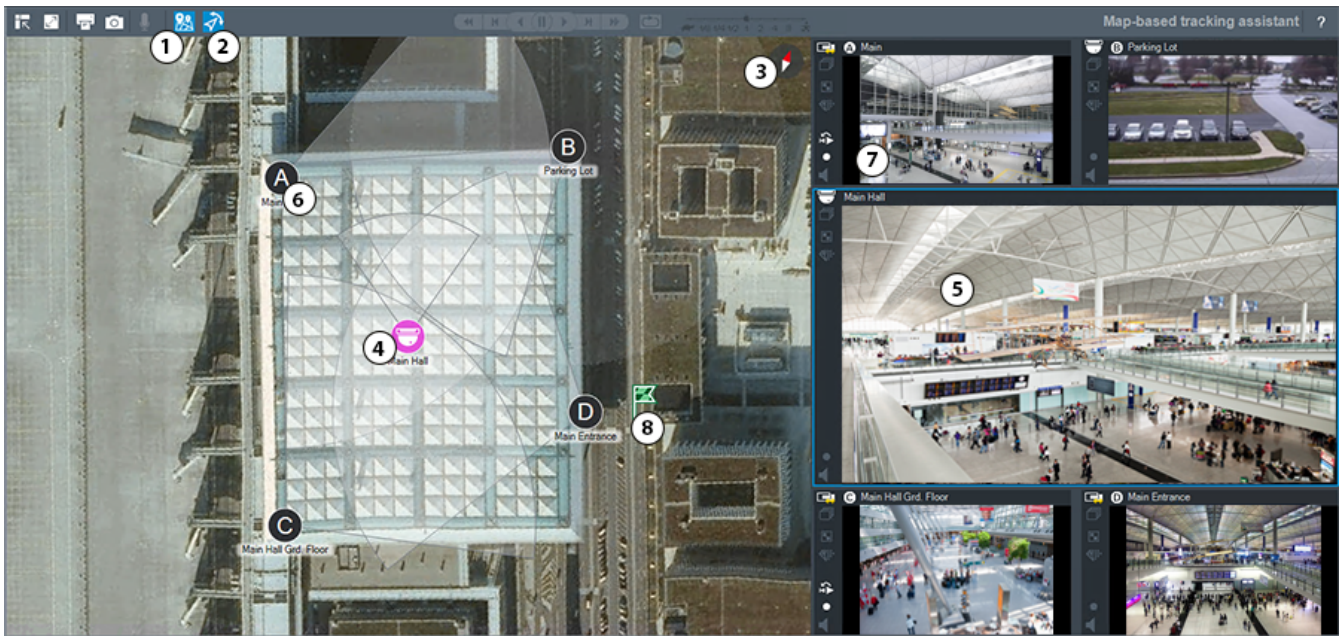 Map-based tracking assistant ?
1
2
3
A Main
B Parking Lot
7
A
Main
6
B
Parking Lot
Main Hall
5
4
Main Hall
D
Main Entrance
8
C
Main Hall Grd. Floor
C Main Hall Grd. Floor
D Main Entrance